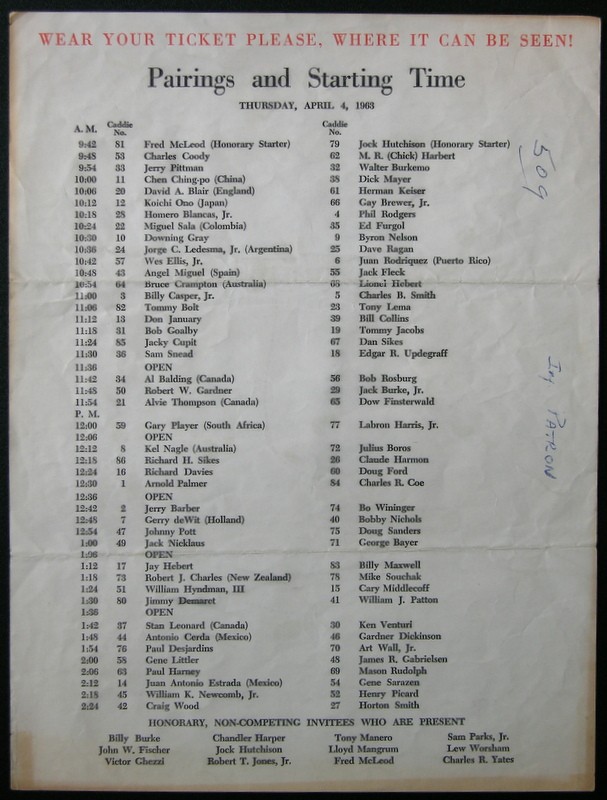 WEAR YOUR TICKET PLEASE, WHERE IT CAN BE SEEN!
Pairings and Starting Time
THURSDAY, APRIL 4, 1963
A. M. Caddie No. Caddie No.
9:42 81 Fred McLeod (Honorary Starter) 79 Jock Hutchison (Honorary Starter)
9:48 53 Charles Coody 62 M. R. (Chick) Harbert
9:54 33 Jerry Pittman 32 Walter Burkemo
10:00 11 Chen Ching-po (China) 38 Dick Mayer
10:06 20 David A. Blair (England) 61 Herman Keiser
10:12 12 Koichi Ono (Japan) 66 Gay Brewer, Jr.
10:18 28 Homero Blancas, Jr. 4 Phil Rodgers
10:24 22 Miguel Sala (Colombia) 35 Ed Furgol
10:30 10 Downing Gray 9 Byron Nelson
10:36 24 Jorge C. Ledesma, Jr. (Argentina) 25 Dave Ragan
10:42 57 Wes Ellis, Jr. 6 Juan Rodriquez (Puerto Rico)
10:48 43 Angel Miguel (Spain) 55 Jack Fleck
10:54 64 Bruce Crampton (Australia) Lionel Hebert
11:00 3 Billy Casper, Jr. 5 Charles B. Smith
11:06 82 Tommy Bolt 23 Tony Lema
11:12 13 Don January 39 Bill Collins
11:18 31 Bob Goalby 19 Tommy Jacobs
11:24 85 Jacky Cupit 67 Dan Sikes
11:30 36 Sam Snead 18 Edgar R. Updegraff
11:36 OPEN
11:42 34 Al Balding (Canada) 56 Bob Rosburg
11:48 50 Robert W. Gardner 29 Jack Burke, Jr.
11:54 21 Alvie Thompson (Canada) 65 Dow Finsterwald
P. M.
12:00 59 Gary Player (South Africa) 77 Labron Harris, Jr.
12:06 OPEN
12:12 8 Kel Nagle (Australia) 72 Julius Boros
12:18 86 Richard H. Sikes 26 Claude Harmon
12:24 16 Richard Davies 60 Doug Ford
12:30 1 Arnold Palmer 84 Charles R. Coe
12:36 OPEN
12:42 2 Jerry Barber 74 Bo Wininger
12:48 7 Gerry deWit (Holland) 40 Bobby Nichols
12:54 47 Johnny Pott 75 Doug Sanders
1:00 49 Jack Nicklaus 71 George Bayer
1:06 OPEN
1:12 17 Jay Hebert 83 Billy Maxwell
1:18 73 Robert J. Charles (New Zealand) 78 Mike Souchak
1:24 51 William Hyndman, III 15 Cary Middlecoff
1:30 80 Jimmy Demaret 41 William J. Patton
1:36 OPEN
1:42 37 Stan Leonard (Canada) 30 Ken Venturi
1:48 44 Antonio Cerda (Mexico) 46 Gardner Dickinson
1:54 76 Paul Desjardins 70 Art Wall, Jr.
2:00 58 Gene Littler 48 James R. Gabrielsen
2:06 63 Paul Harney 69 Mason Rudolph
2:12 14 Juan Antonio Estrada (Mexico) 54 Gene Sarazen
2:18 45 William K. Newcomb, Jr. 52 Henry Picard
2:24 42 Craig Wood 27 Horton Smith
HONORARY, NON-COMPETING INVITEES WHO ARE PRESENT
Billy Burke Chandler Harper Tony Manero Sam Parks, Jr.
John W. Fischer Jock Hutchison Lloyd Mangrum Lew Worsham
Victor Ghezzi Robert T. Jones, Jr. Fred McLeod Charles R. Yates
509
PATRON